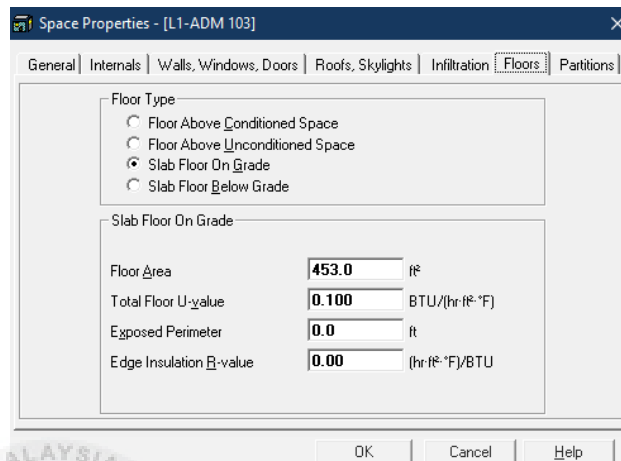 Space Properties - [L1-ADM 103]
General Internals Walls, Windows, Doors Roofs, Skylights Infiltration Floors Partitions
Floor Type
Floor Above Conditioned Space
Floor Above Unconditioned Space
Slab Floor On Grade
Slab Floor Below Grade
Slab Floor On Grade
Floor Area 453.0 ft²
Total Floor U-value 0.100 BTU/(hr·ft²·°F)
Exposed Perimeter 0.0 ft
Edge Insulation R-value 0.00 (hr·ft²·°F)/BTU
OK Cancel Help